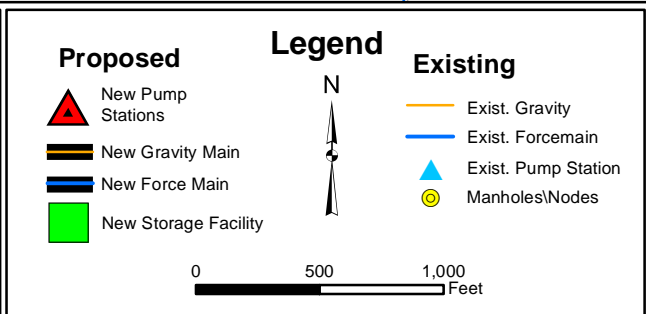 Legend
Proposed
New Pump
Stations
New Gravity Main
New Force Main
New Storage Facility
N
Existing
Exist. Gravity
Exist. Forcemain
Exist. Pump Station
Manholes\Nodes
0 500 1,000
Feet